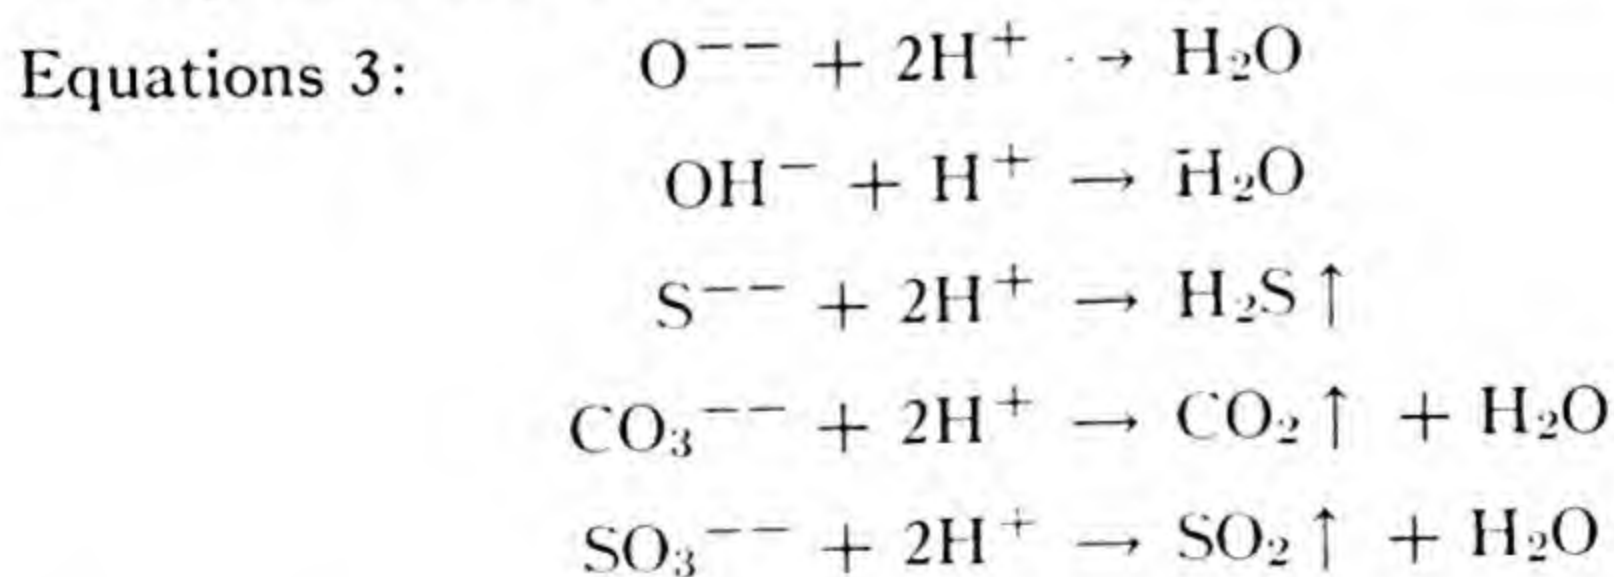 Equations 3: O⁻⁻ + 2H⁺ → H₂O
OH⁻ + H⁺ → H₂O
S⁻⁻ + 2H⁺ → H₂S ↑
CO₃⁻⁻ + 2H⁺ → CO₂ ↑ + H₂O
SO₃⁻⁻ + 2H⁺ → SO₂ ↑ + H₂O